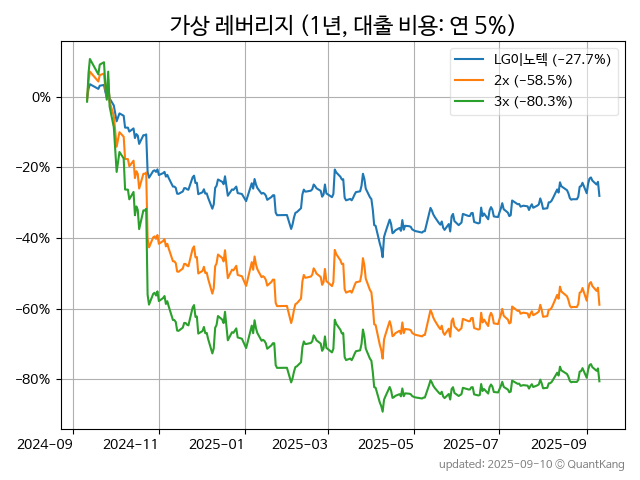 가상 레버리지 (1년, 대출 비용: 연 5%)
LG이노텍 (−27.7%)
2x (−58.5%)
3x (−80.3%)
0%
−20%
−40%
−60%
−80%
2024-09 2024-11 2025-01 2025-03 2025-05 2025-07 2025-09
updated: 2025-09-10 © QuantKang